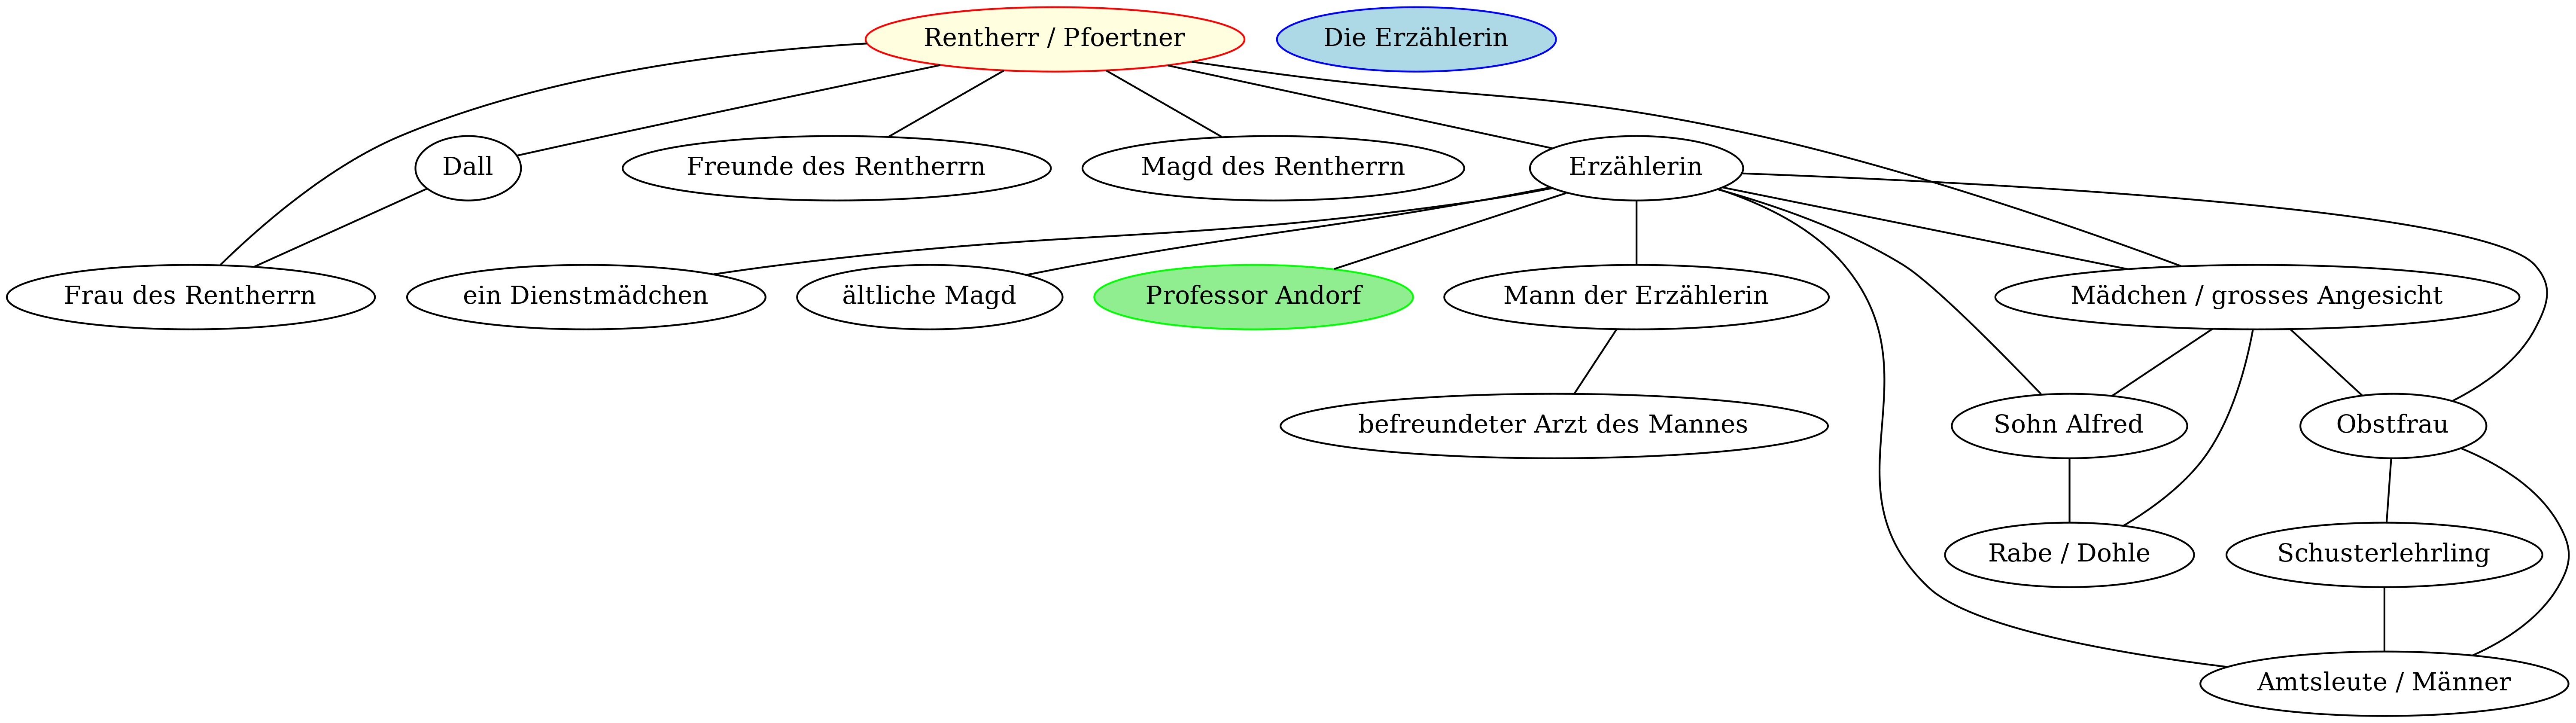 Rentherr / Pfoertner
Die Erzählerin
Dall
Freunde des Rentherrn
Magd des Rentherrn
Erzählerin
Frau des Rentherrn
ein Dienstmädchen
ältliche Magd
Professor Andorf
Mann der Erzählerin
Mädchen / grosses Angesicht
befreundeter Arzt des Mannes
Sohn Alfred
Obstfrau
Rabe / Dohle
Schusterlehrling
Amtsleute / Männer